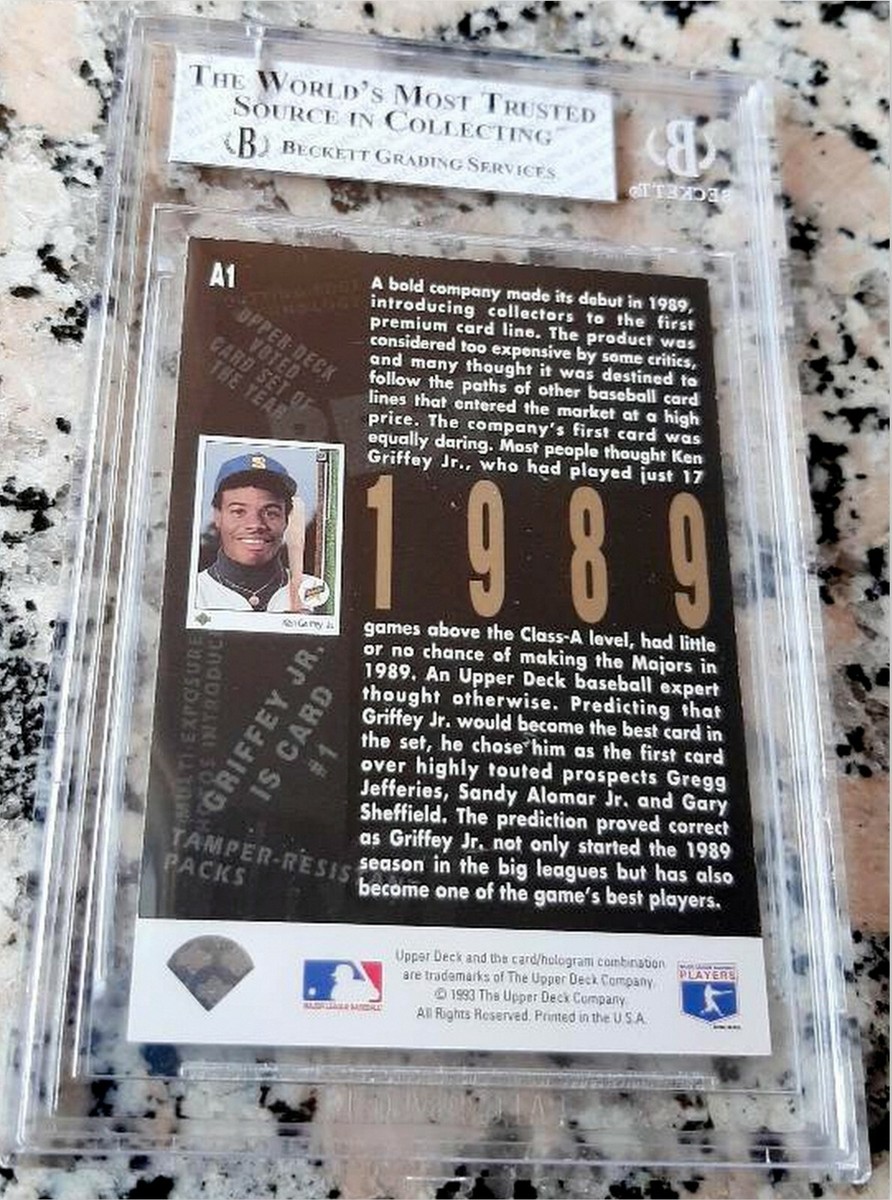 THE WORLD'S MOST TRUSTED
SOURCE IN COLLECTING
B BECKETT GRADING SERVICES
B
BECKETT
A1
A bold company made its debut in 1989,
introducing collectors to the first
premium card line. The product was
considered too expensive by some critics,
and many thought it was destined to
follow the paths of other baseball card
lines that entered the market at a high
price. The company's first card was
equally daring. Most people thought Ken
Griffey Jr., who had played just 17
1989
games above the Class-A level, had little
or no chance of making the Majors in
1989. An Upper Deck baseball expert
thought otherwise. Predicting that
Griffey Jr. would become the best card in
the set, he chose him as the first card
over highly touted prospects Gregg
Jefferies, Sandy Alomar Jr. and Gary
Sheffield. The prediction proved correct
as Griffey Jr. not only started the 1989
season in the big leagues but has also
become one of the game's best players.
UPPER DECK
VOTED
CARD SET OF
THE YEAR
S
Ken Griffey Jr.
MULTI-EXPOSURE
INTRODUC
GRIFFEY JR.
IS CARD
#1
TAMPER-RESISTANT
PACKS
MAJOR LEAGUE BASEBALL
Upper Deck and the card/hologram combination
are trademarks of The Upper Deck Company.
© 1993 The Upper Deck Company.
All Rights Reserved. Printed in the U.S.A.
PLAYERS